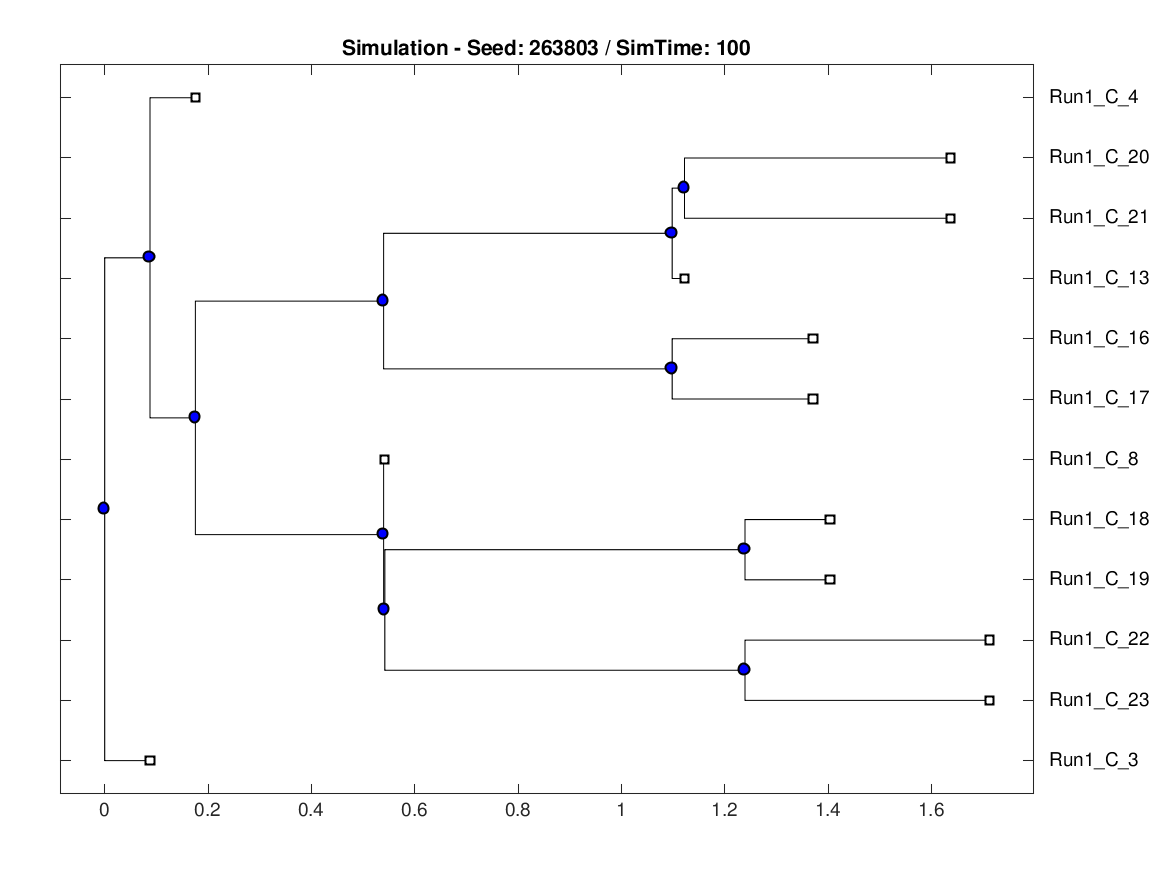 Simulation - Seed: 263803 / SimTime: 100
Run1_C_4
Run1_C_20
Run1_C_21
Run1_C_13
Run1_C_16
Run1_C_17
Run1_C_8
Run1_C_18
Run1_C_19
Run1_C_22
Run1_C_23
Run1_C_3
0 0.2 0.4 0.6 0.8 1 1.2 1.4 1.6